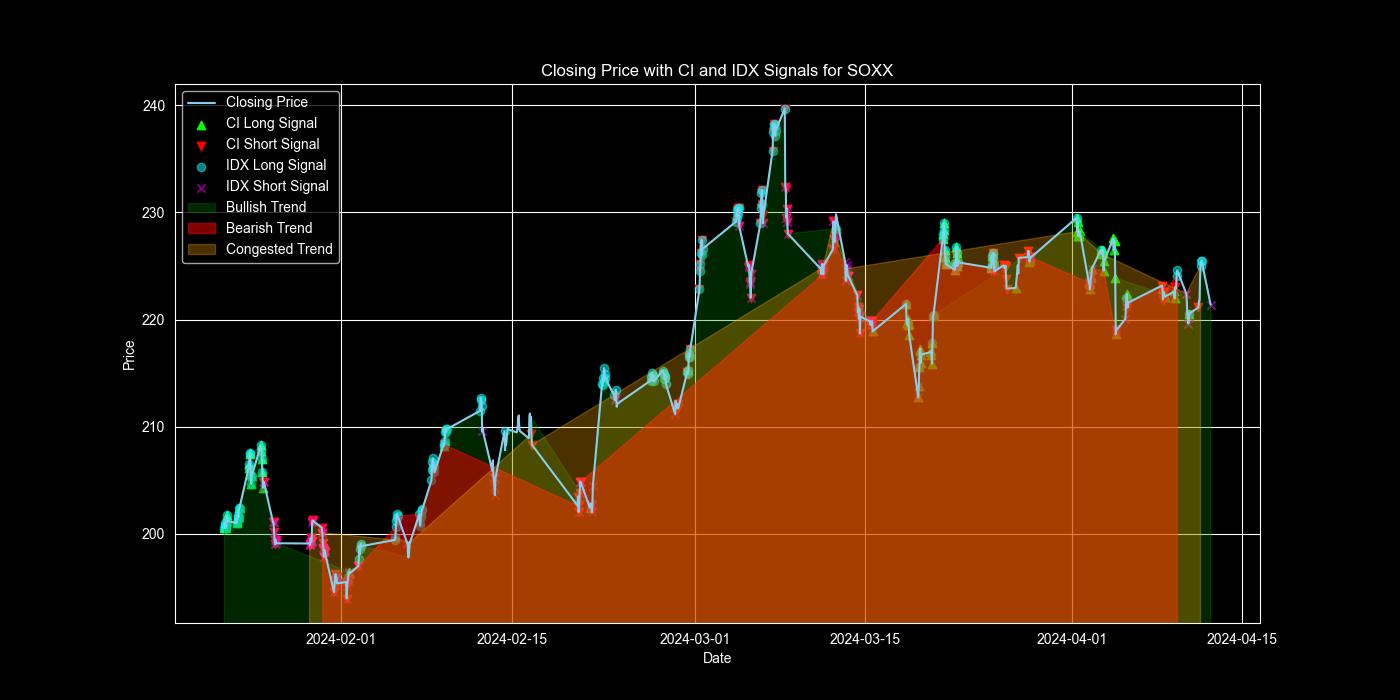 Closing Price with CI and IDX Signals for SOXX
Closing Price
CI Long Signal
CI Short Signal
IDX Long Signal
IDX Short Signal
Bullish Trend
Bearish Trend
Congested Trend
Price
240
230
220
210
200
2024-02-01
2024-02-15
2024-03-01
2024-03-15
2024-04-01
2024-04-15
Date